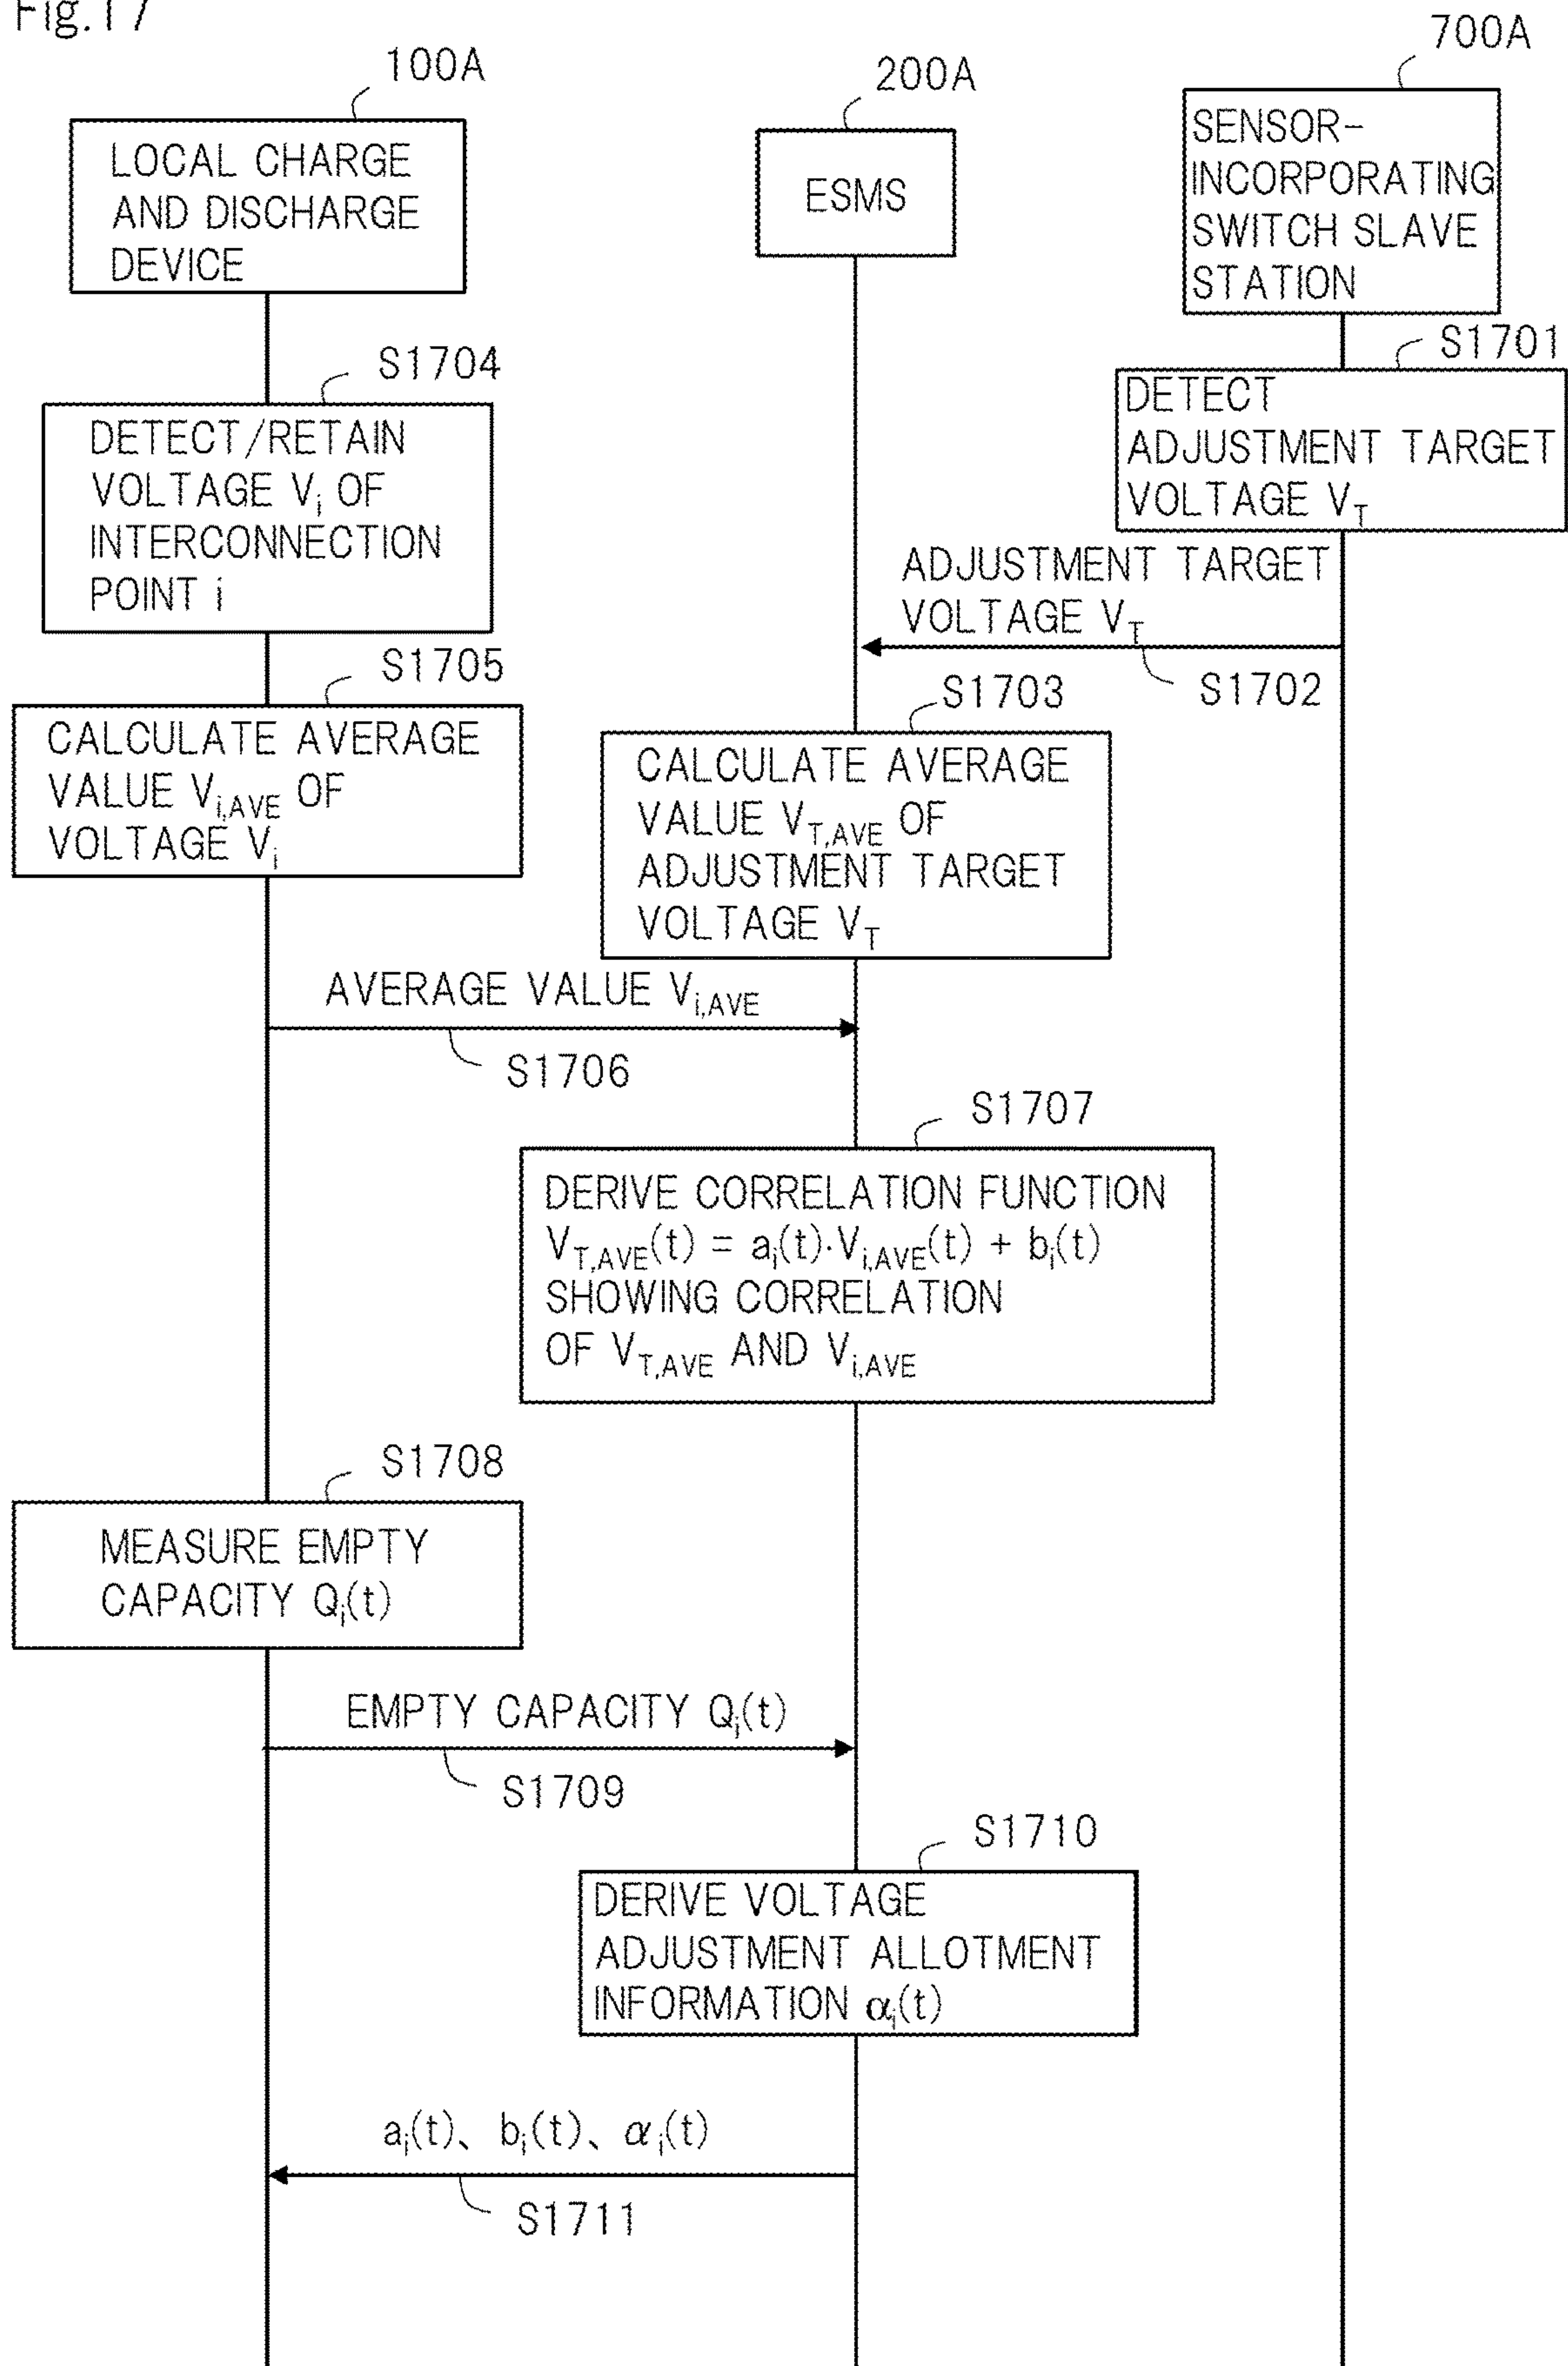 Fig.17
100A
200A
700A
LOCAL CHARGE
AND DISCHARGE
DEVICE
ESMS
SENSOR-
INCORPORATING
SWITCH SLAVE
STATION
S1701
DETECT
ADJUSTMENT TARGET
VOLTAGE V_T
S1704
DETECT/RETAIN
VOLTAGE V_i OF
INTERCONNECTION
POINT i
ADJUSTMENT TARGET
VOLTAGE V_T
S1702
S1705
CALCULATE AVERAGE
VALUE V_i,AVE OF
VOLTAGE V_i
S1703
CALCULATE AVERAGE
VALUE V_T,AVE OF
ADJUSTMENT TARGET
VOLTAGE V_T
AVERAGE VALUE V_i,AVE
S1706
S1707
DERIVE CORRELATION FUNCTION
V_T,AVE(t) = a_i(t)·V_i,AVE(t) + b_i(t)
SHOWING CORRELATION
OF V_T,AVE AND V_i,AVE
S1708
MEASURE EMPTY
CAPACITY Q_i(t)
EMPTY CAPACITY Q_i(t)
S1709
S1710
DERIVE VOLTAGE
ADJUSTMENT ALLOTMENT
INFORMATION α_i(t)
a_i(t)、b_i(t)、α_i(t)
S1711